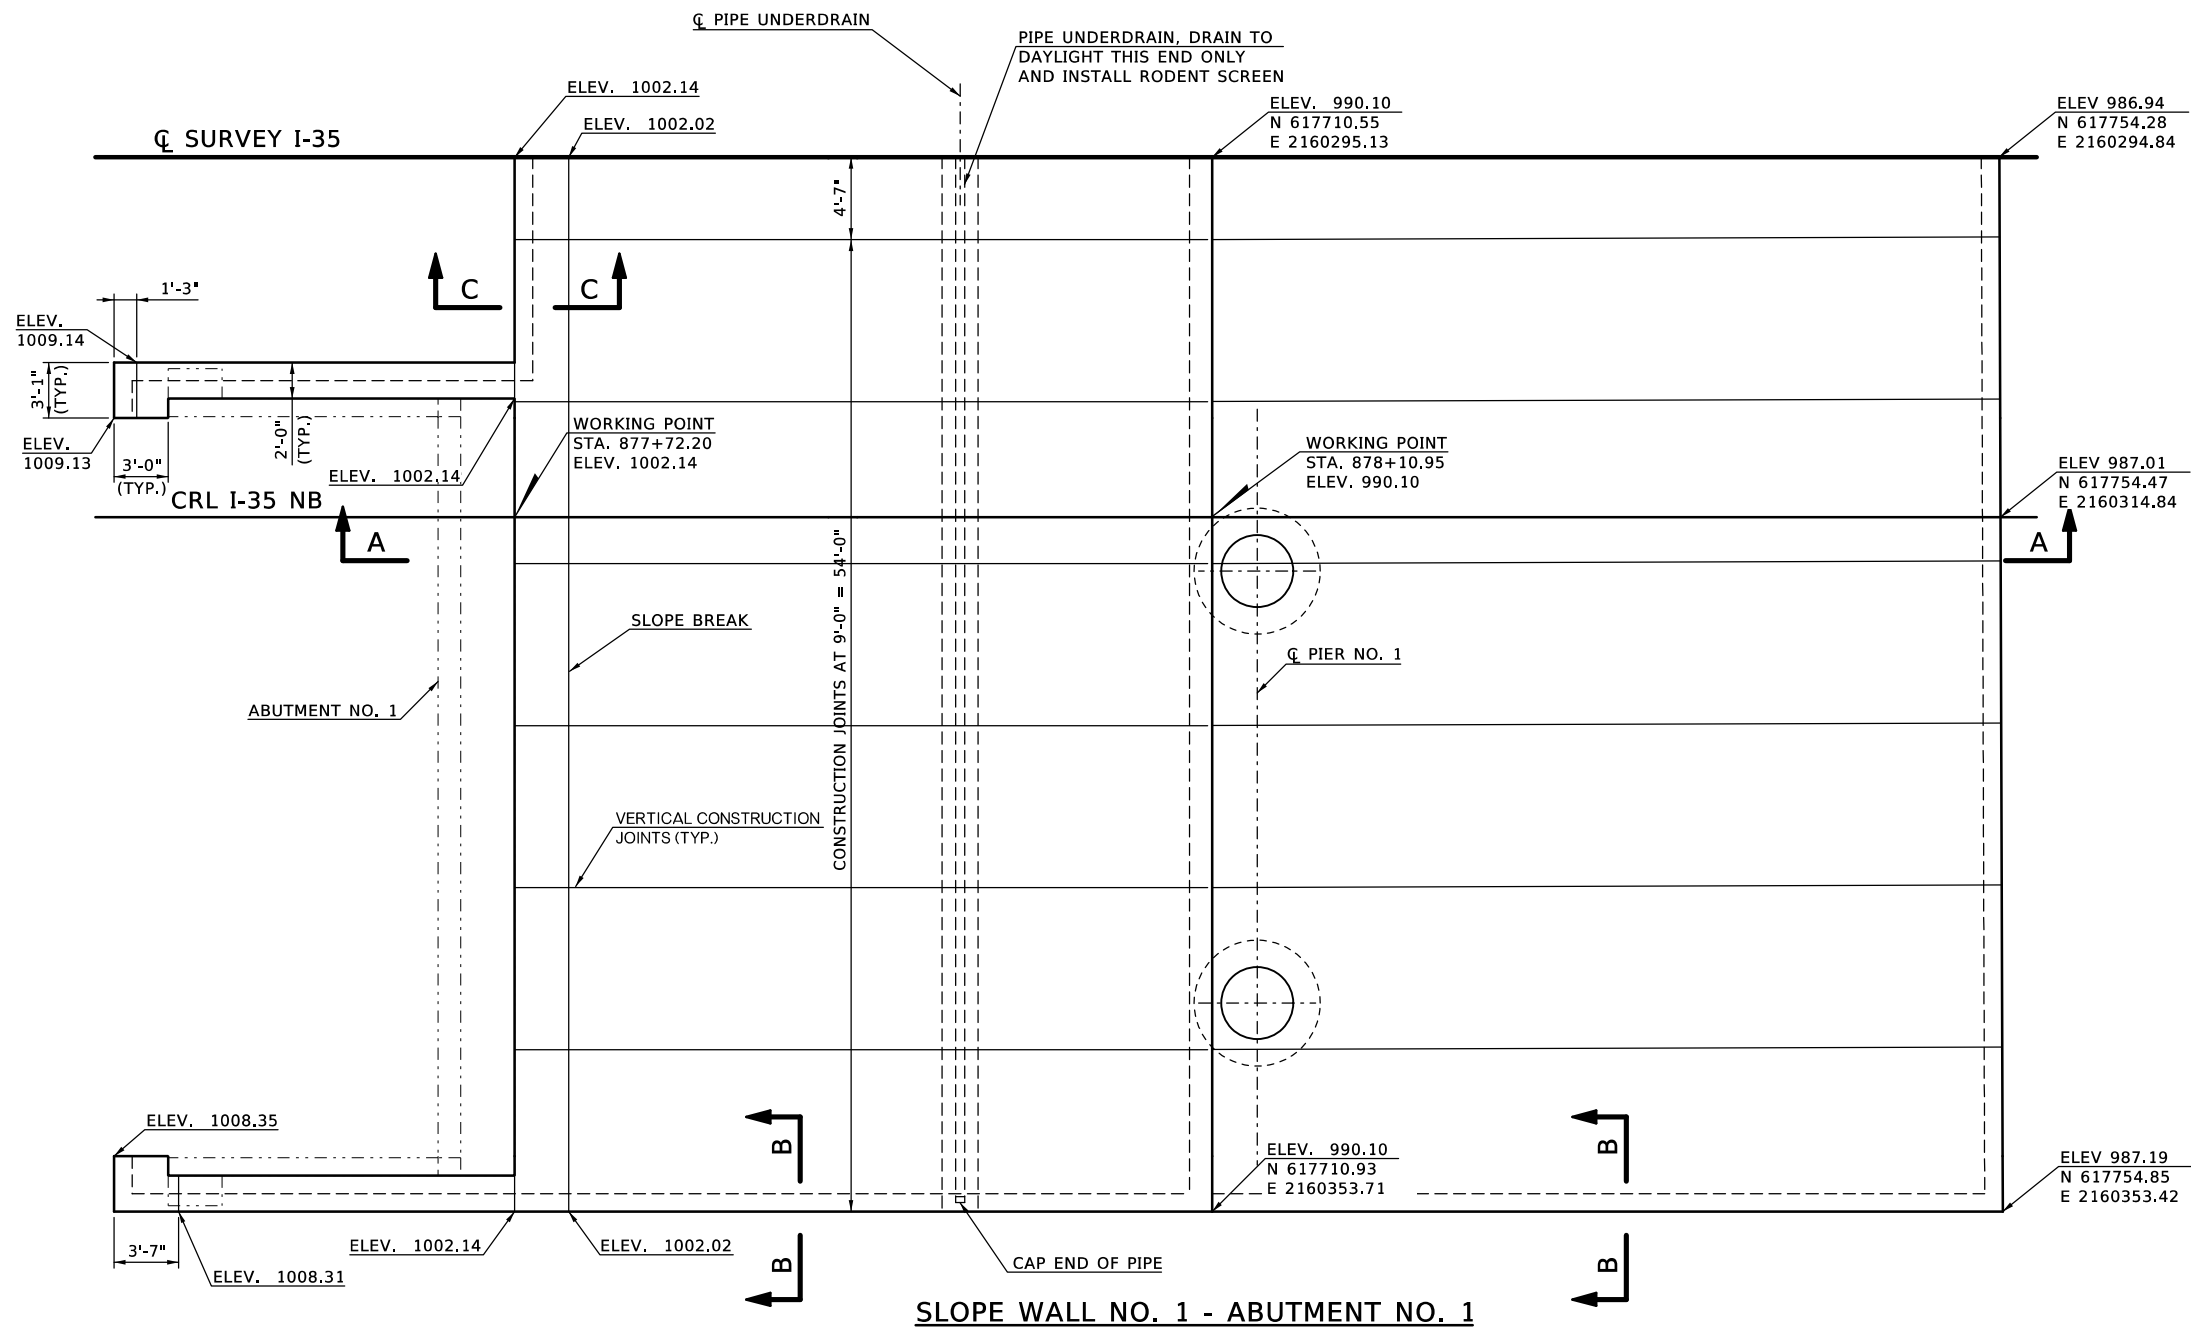 ℄ PIPE UNDERDRAIN
PIPE UNDERDRAIN, DRAIN TO
DAYLIGHT THIS END ONLY
AND INSTALL RODENT SCREEN
ELEV. 1002.14
ELEV. 1002.02
ELEV. 990.10
N 617710.55
E 2160295.13
ELEV 986.94
N 617754.28
E 2160294.84
℄ SURVEY I-35
4'-7"
C
C
1'-3"
ELEV.
1009.14
3'-1"
(TYP.)
2'-0"
(TYP.)
ELEV.
1009.13
3'-0"
(TYP.)
ELEV. 1002.14
WORKING POINT
STA. 877+72.20
ELEV. 1002.14
WORKING POINT
STA. 878+10.95
ELEV. 990.10
ELEV 987.01
N 617754.47
E 2160314.84
CRL I-35 NB
A
A
CONSTRUCTION JOINTS AT 9'-0" = 54'-0"
SLOPE BREAK
℄ PIER NO. 1
ABUTMENT NO. 1
VERTICAL CONSTRUCTION
JOINTS (TYP.)
ELEV. 1008.35
B
B
ELEV. 990.10
N 617710.93
E 2160353.71
ELEV 987.19
N 617754.85
E 2160353.42
3'-7"
ELEV. 1002.14
ELEV. 1002.02
ELEV. 1008.31
B
B
CAP END OF PIPE
SLOPE WALL NO. 1 - ABUTMENT NO. 1